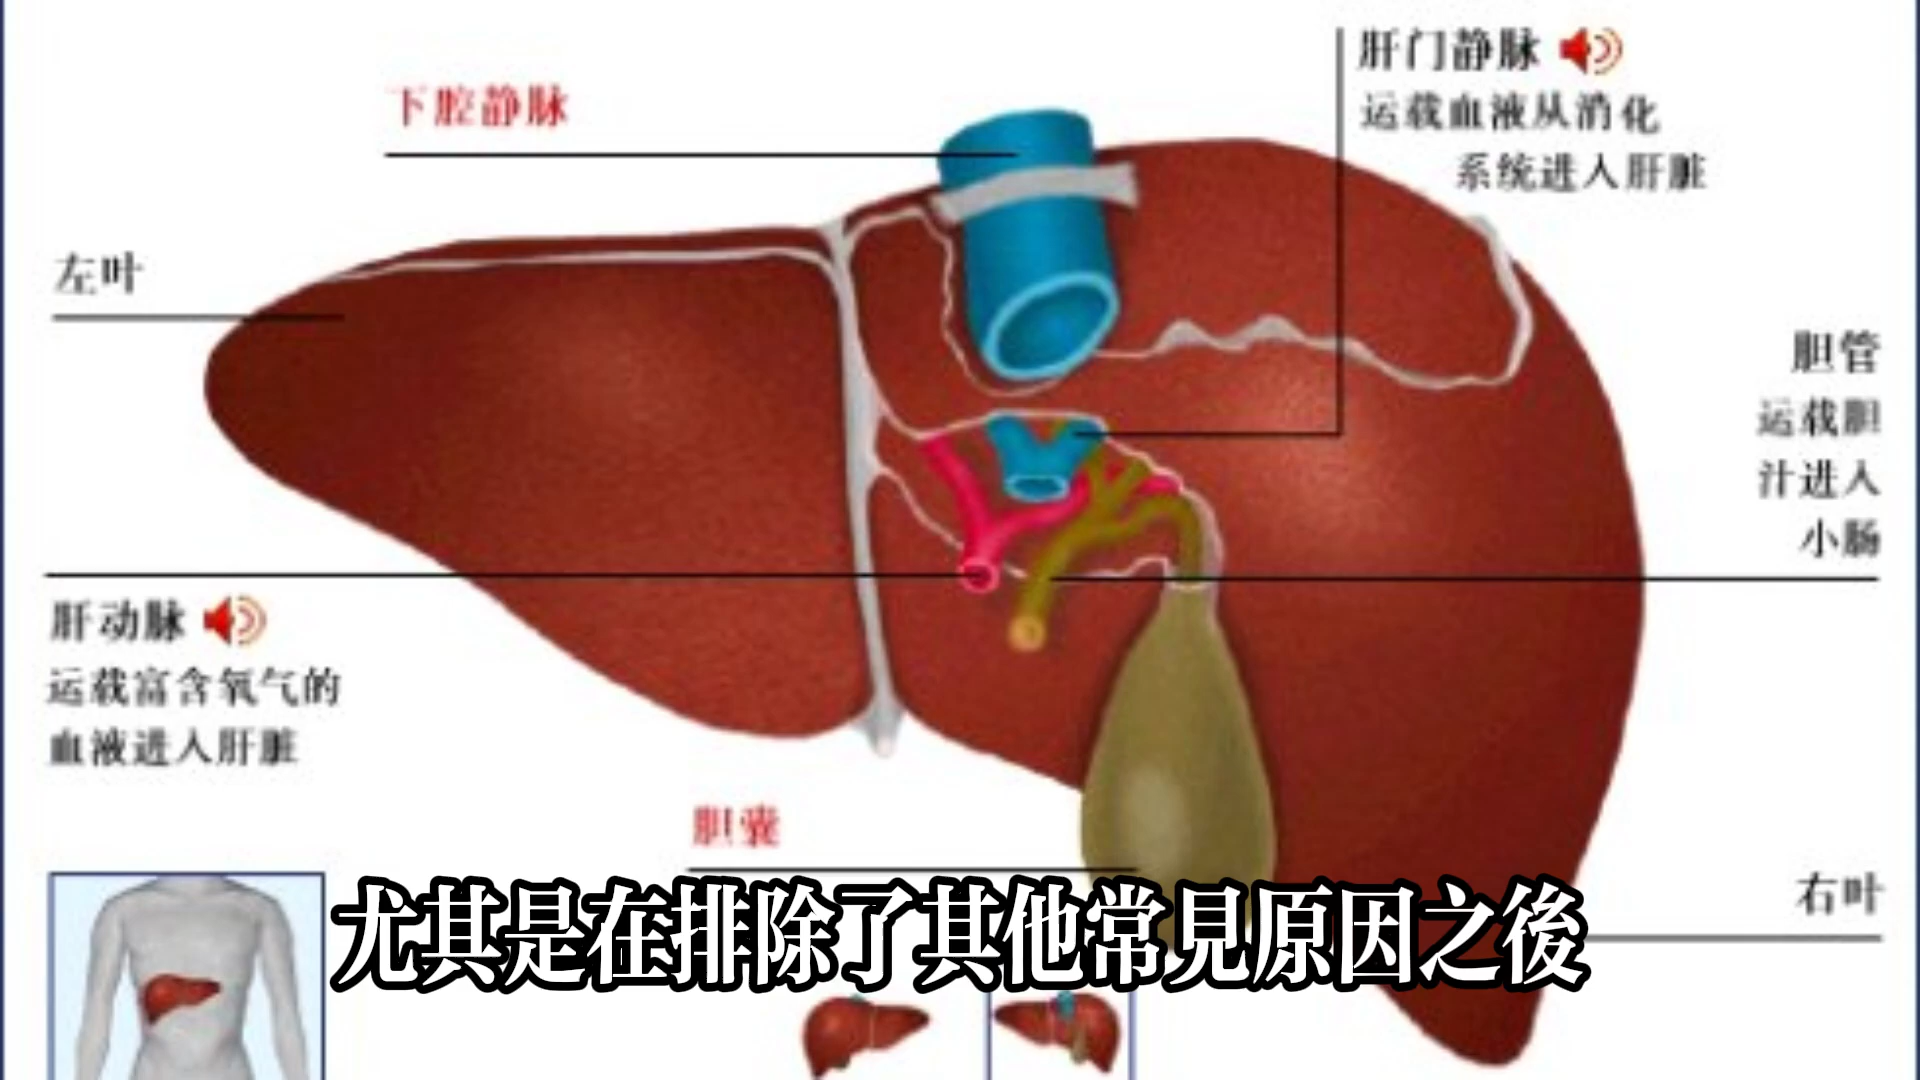 肝门静脉
运载血液从消化
系统进入肝脏
下腔静脉
左叶
胆管
运载胆
汁进入
小肠
肝动脉
运载富含氧气的
血液进入肝脏
胆囊
右叶
尤其是在排除了其他常見原因之後